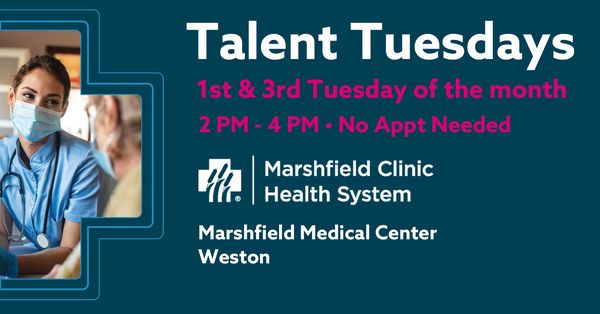 Talent Tuesdays
1st & 3rd Tuesday of the month
2 PM - 4 PM • No Appt Needed
Marshfield Clinic
Health System
®
Marshfield Medical Center
Weston